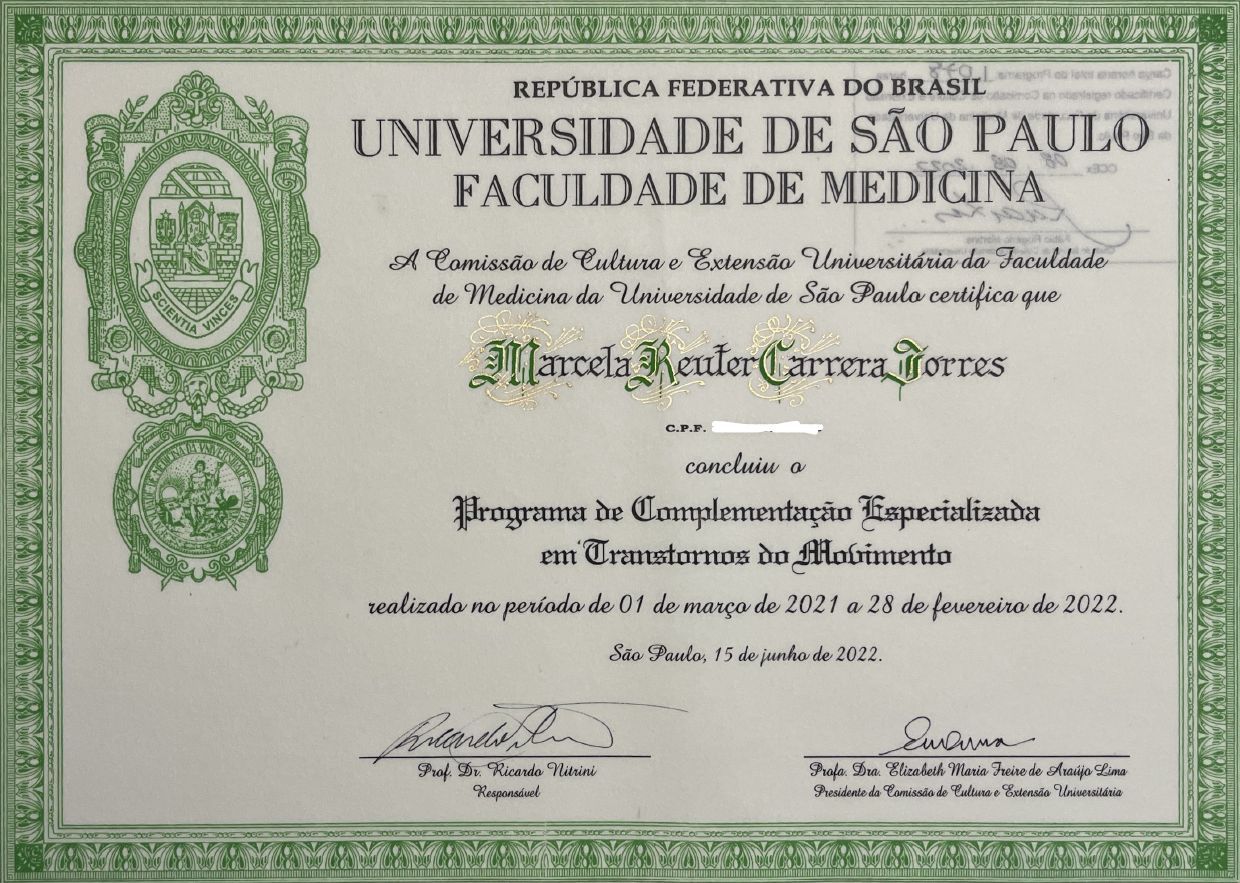 REPÚBLICA FEDERATIVA DO BRASIL
UNIVERSIDADE DE SÃO PAULO
FACULDADE DE MEDICINA
A Comissão de Cultura e Extensão Universitária da Faculdade
de Medicina da Universidade de São Paulo certifica que
Marcela Reuter Carrera Torres
C.P.F.
concluiu o
Programa de Complementação Especializada
em Transtornos do Movimento
realizado no período de 01 de março de 2021 a 28 de fevereiro de 2022.
São Paulo, 15 de junho de 2022.
Prof. Dr. Ricardo Nitrini
Responsável
Profa. Dra. Elizabeth Maria Freire de Araújo Lima
Presidente da Comissão de Cultura e Extensão Universitária
SCIENTIA VINCES